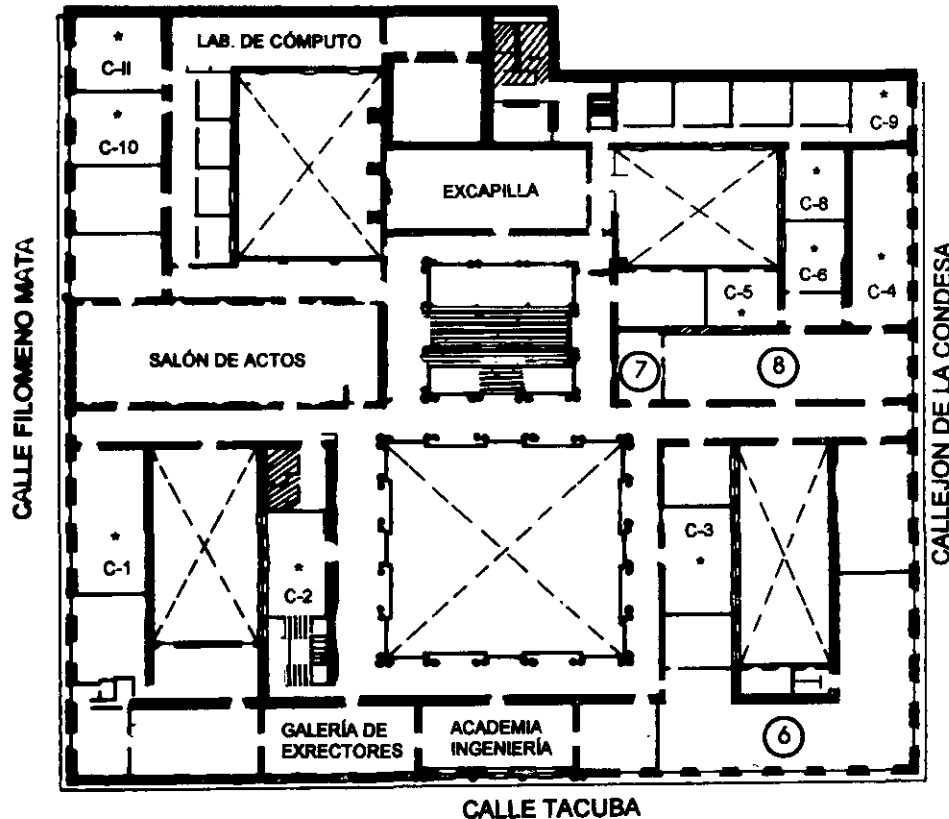 LAB. DE CÓMPUTO
*
C-II
*
C-9
*
C-10
EXCAPILLA
*
C-8
*
C-6
*
C-4
C-5
*
CALLE FILOMENO MATA
SALÓN DE ACTOS
7
8
CALLEJON DE LA CONDESA
*
C-1
*
C-2
C-3
*
GALERÍA DE
EXRECTORES
ACADEMIA
INGENIERÍA
6
CALLE TACUBA